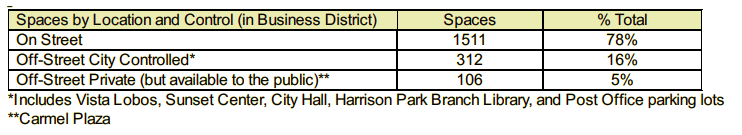 Spaces by Location and Control (in Business District) Spaces % Total
On Street 1511 78%
Off-Street City Controlled* 312 16%
Off-Street Private (but available to the public)** 106 5%
*Includes Vista Lobos, Sunset Center, City Hall, Harrison Park Branch Library, and Post Office parking lots
**Carmel Plaza